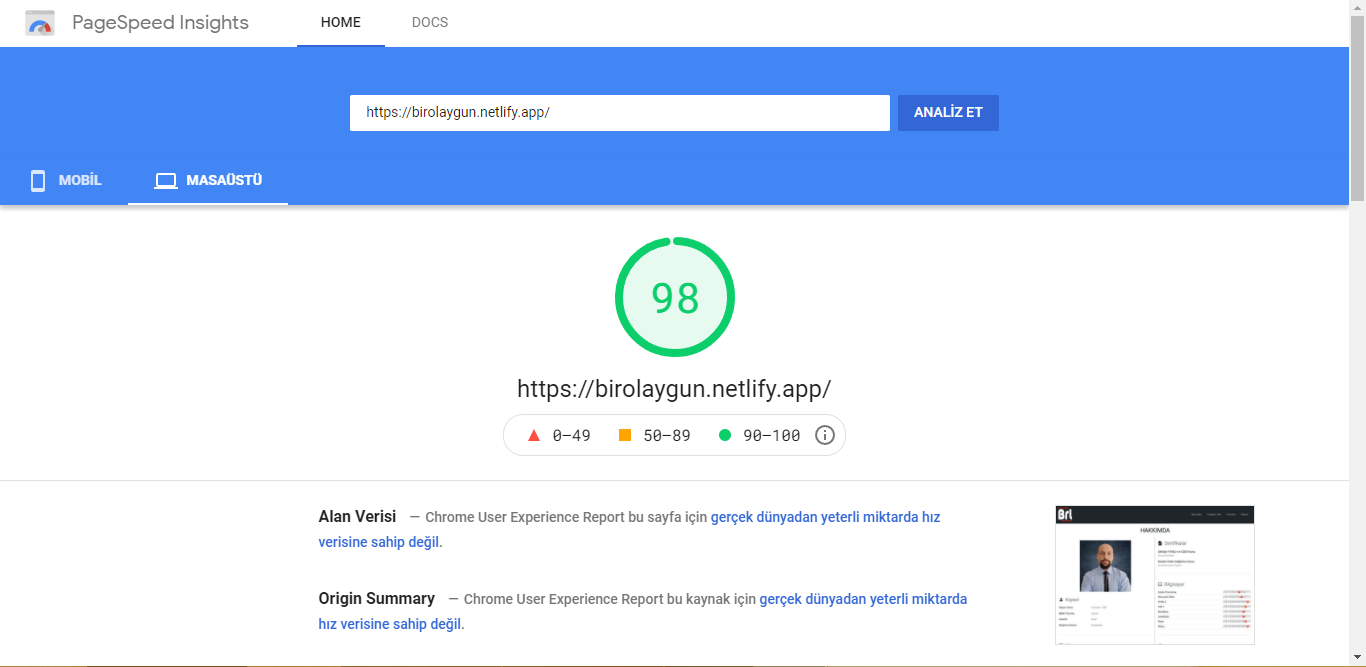 PageSpeed Insights
HOME
DOCS
https://birolaygun.netlify.app/
ANALİZ ET
MOBİL
MASAÜSTÜ
98
https://birolaygun.netlify.app/
0–49
50–89
90–100
Alan Verisi — Chrome User Experience Report bu sayfa için gerçek dünyadan yeterli miktarda hız
verisine sahip değil.
Origin Summary — Chrome User Experience Report bu kaynak için gerçek dünyadan yeterli miktarda
hız verisine sahip değil.
Brl
HAKKIMDA
Sertifikalar
Bilgisayar
Kişisel